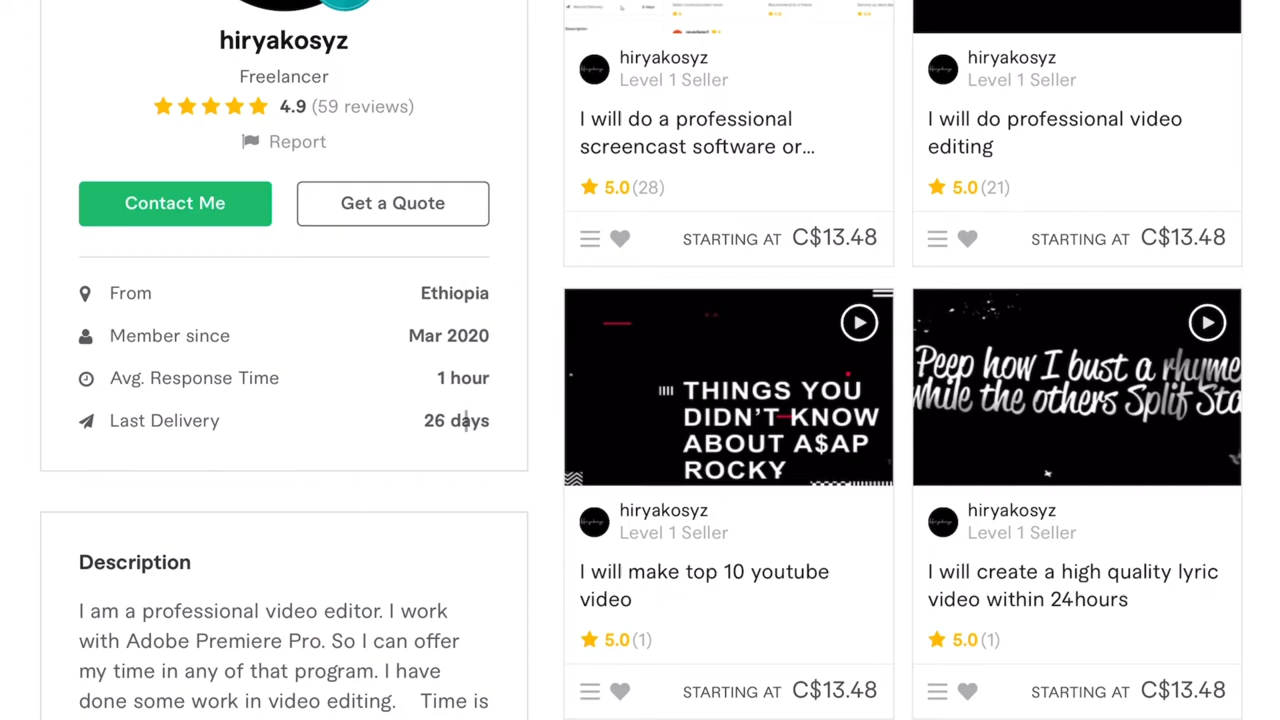 hiryakosyz
Freelancer
4.9 (59 reviews)
Report
Contact Me
Get a Quote
From Ethiopia
Member since Mar 2020
Avg. Response Time 1 hour
Last Delivery 26 days
Description
I am a professional video editor. I work
with Adobe Premiere Pro. So I can offer
my time in any of that program. I have
done some work in video editing. Time is
hiryakosyz
Level 1 Seller
I will do a professional
screencast software or...
5.0 (28)
STARTING AT C$13.48
hiryakosyz
Level 1 Seller
I will do professional video
editing
5.0 (21)
STARTING AT C$13.48
THINGS YOU
DIDN'T KNOW
ABOUT A$AP
ROCKY
hiryakosyz
Level 1 Seller
I will make top 10 youtube
video
5.0 (1)
STARTING AT C$13.48
Peep how I bust a rhyme
while the others Split Sta
hiryakosyz
Level 1 Seller
I will create a high quality lyric
video within 24hours
5.0 (1)
STARTING AT C$13.48